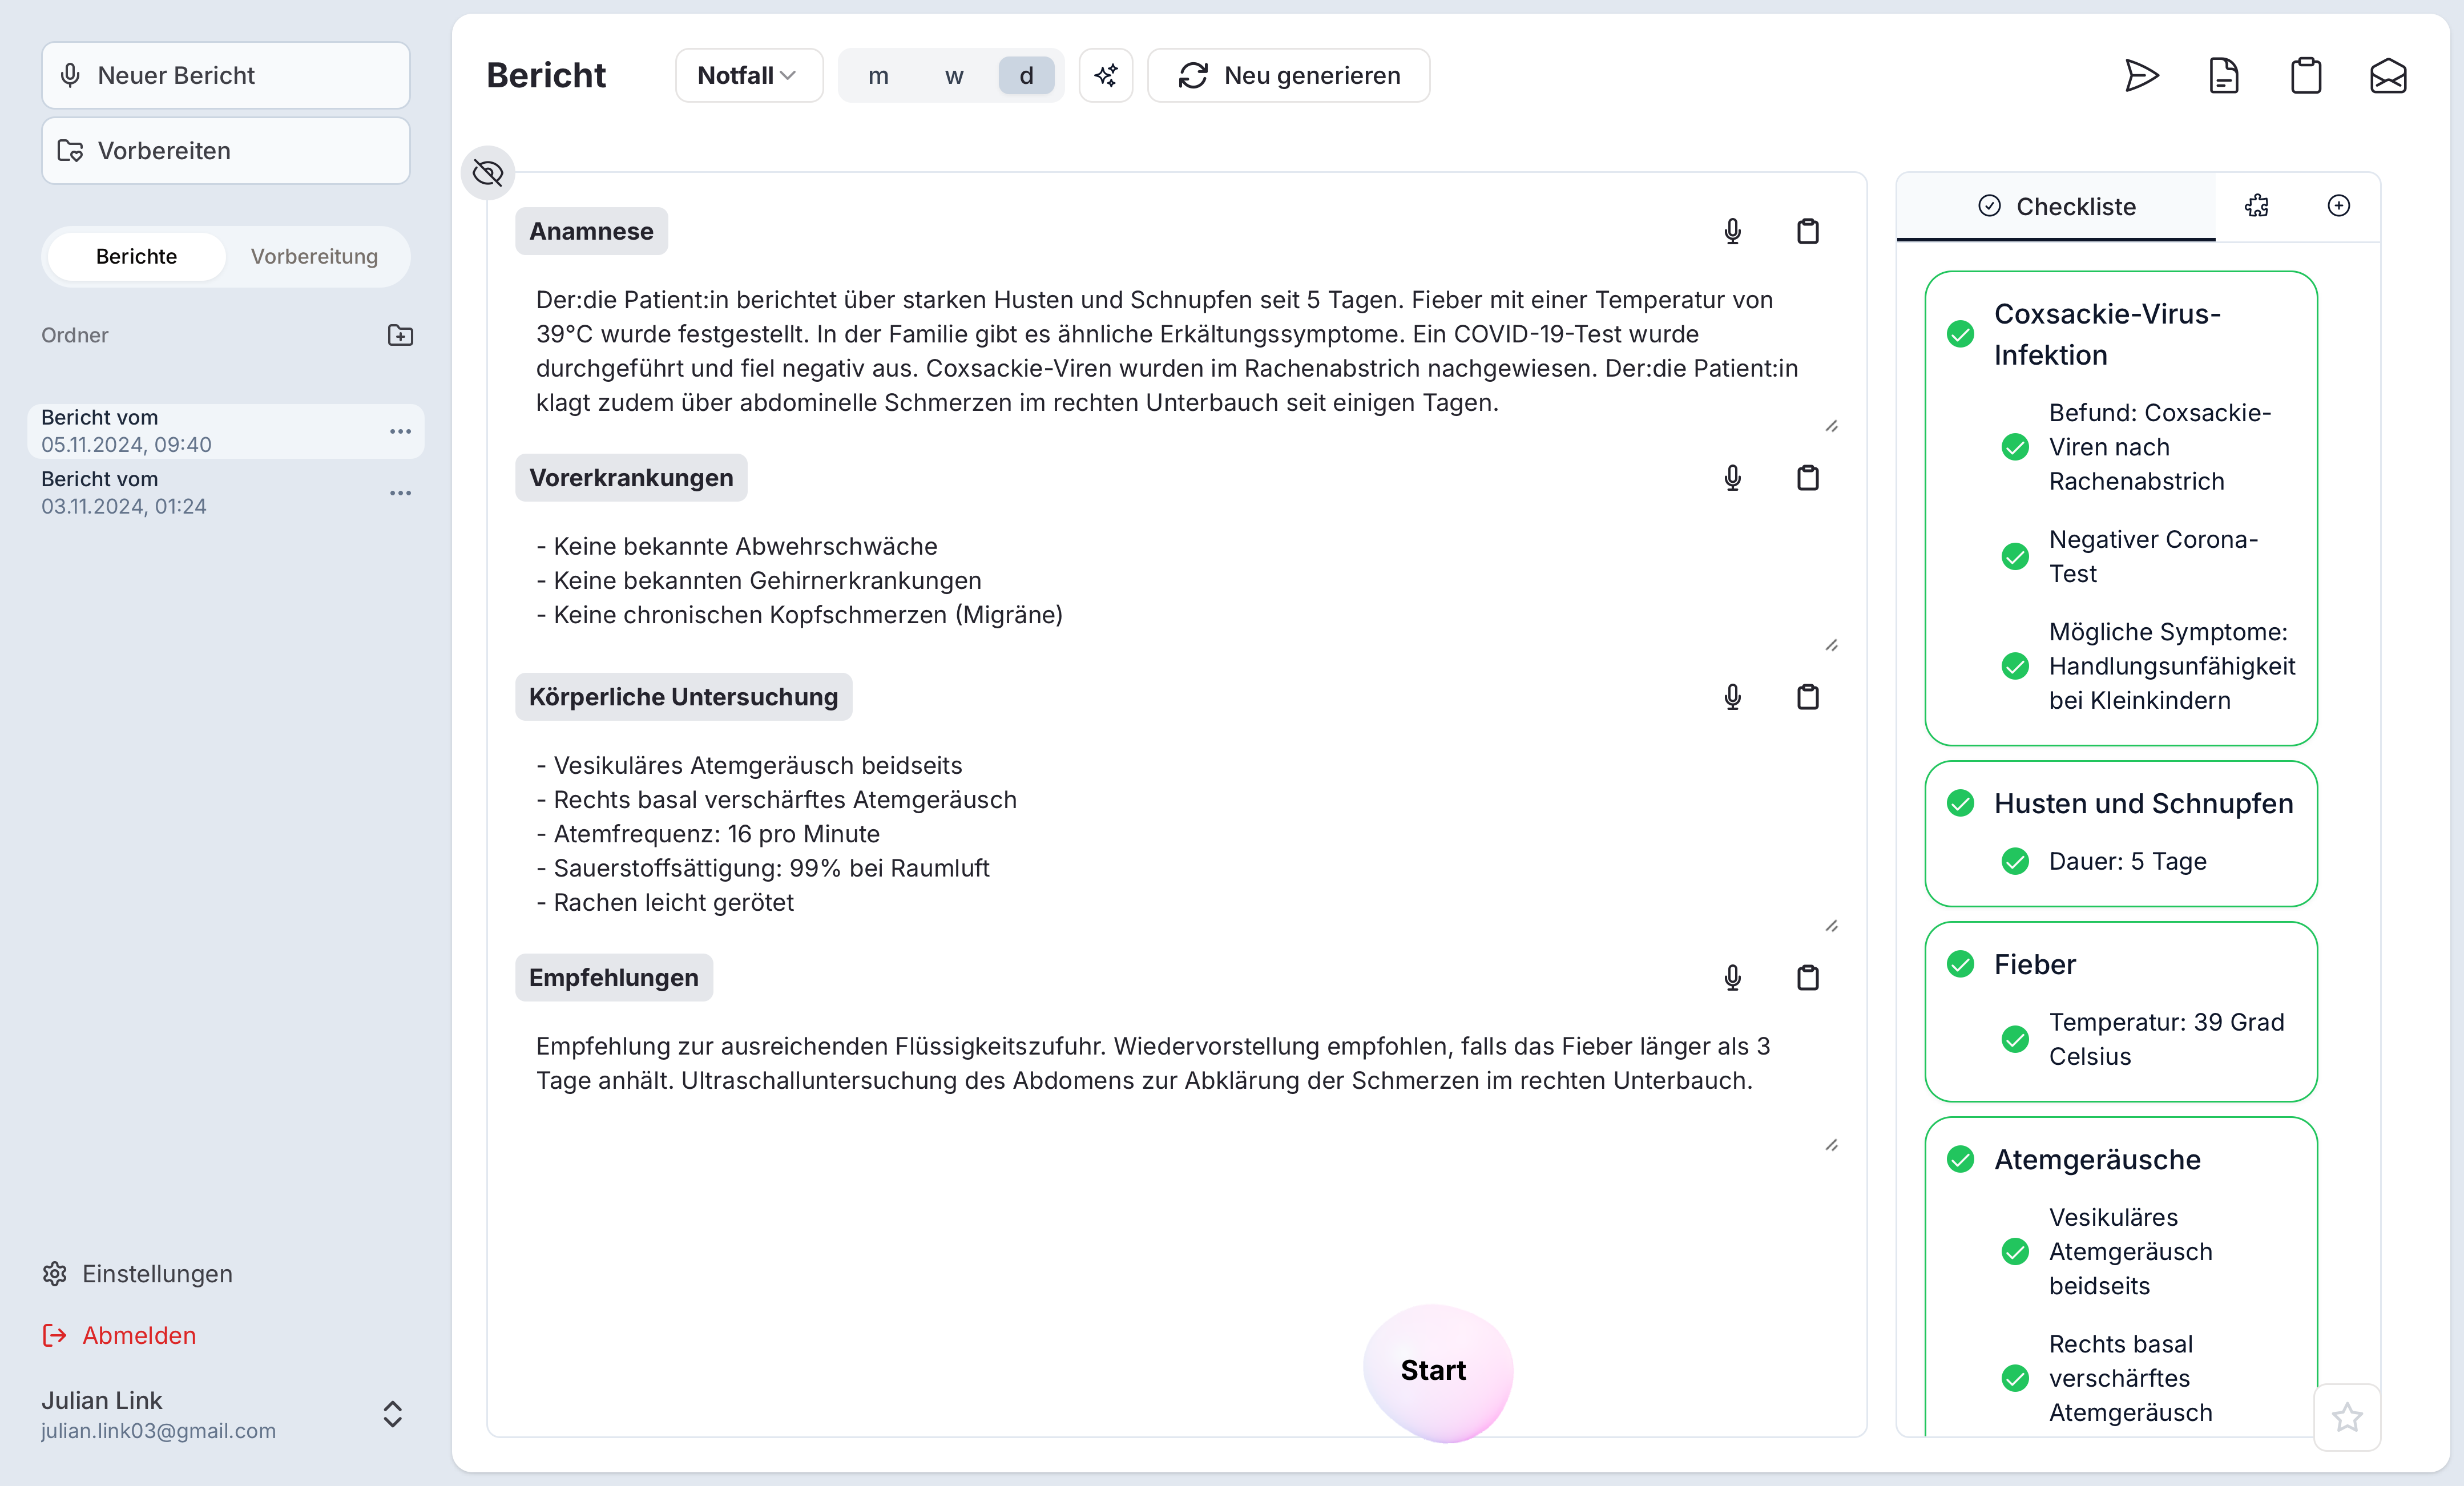 Neuer Bericht
Vorbereiten
Berichte
Vorbereitung
Ordner
Bericht vom
05.11.2024, 09:40
Bericht vom
03.11.2024, 01:24
Einstellungen
Abmelden
Julian Link
julian.link03@gmail.com
Bericht
Notfall
m
w
d
Neu generieren
Anamnese
Der:die Patient:in berichtet über starken Husten und Schnupfen seit 5 Tagen. Fieber mit einer Temperatur von
39°C wurde festgestellt. In der Familie gibt es ähnliche Erkältungssymptome. Ein COVID-19-Test wurde
durchgeführt und fiel negativ aus. Coxsackie-Viren wurden im Rachenabstrich nachgewiesen. Der:die Patient:in
klagt zudem über abdominelle Schmerzen im rechten Unterbauch seit einigen Tagen.
Vorerkrankungen
- Keine bekannte Abwehrschwäche
- Keine bekannten Gehirnerkrankungen
- Keine chronischen Kopfschmerzen (Migräne)
Körperliche Untersuchung
- Vesikuläres Atemgeräusch beidseits
- Rechts basal verschärftes Atemgeräusch
- Atemfrequenz: 16 pro Minute
- Sauerstoffsättigung: 99% bei Raumluft
- Rachen leicht gerötet
Empfehlungen
Empfehlung zur ausreichenden Flüssigkeitszufuhr. Wiedervorstellung empfohlen, falls das Fieber länger als 3
Tage anhält. Ultraschalluntersuchung des Abdomens zur Abklärung der Schmerzen im rechten Unterbauch.
Start
Checkliste
Coxsackie-Virus-
Infektion
Befund: Coxsackie-
Viren nach
Rachenabstrich
Negativer Corona-
Test
Mögliche Symptome:
Handlungsunfähigkeit
bei Kleinkindern
Husten und Schnupfen
Dauer: 5 Tage
Fieber
Temperatur: 39 Grad
Celsius
Atemgeräusche
Vesikuläres
Atemgeräusch
beidseits
Rechts basal
verschärftes
Atemgeräusch